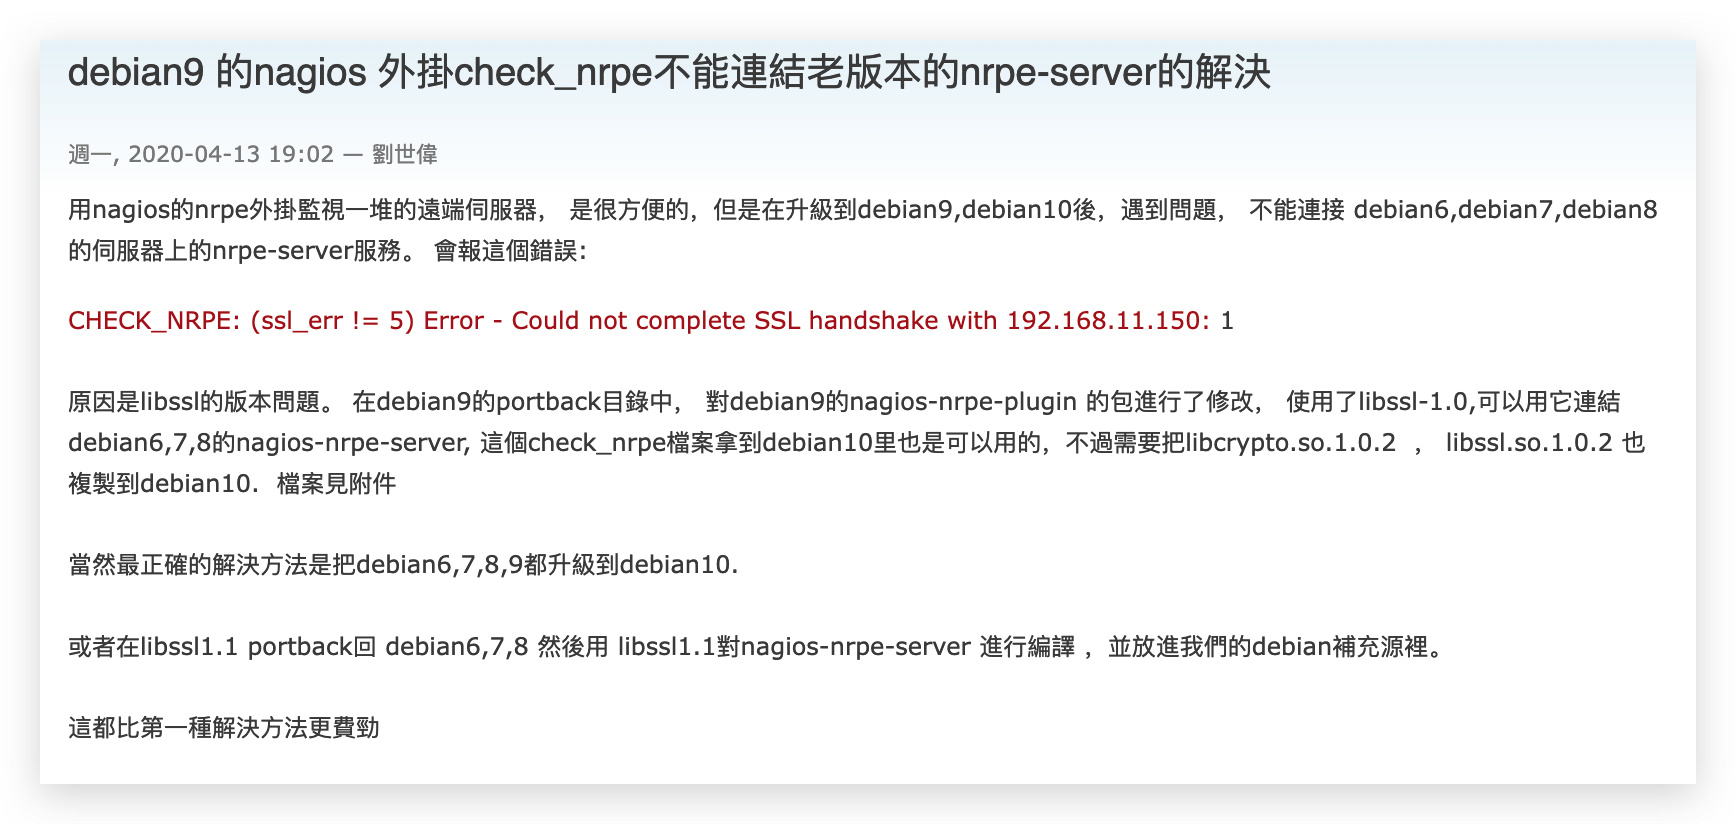 debian9 的nagios 外掛check_nrpe不能連結老版本的nrpe-server的解決
週一, 2020-04-13 19:02 — 劉世偉
用nagios的nrpe外掛監視一堆的遠端伺服器， 是很方便的，但是在升級到debian9,debian10後，遇到問題， 不能連接 debian6,debian7,debian8
的伺服器上的nrpe-server服務。 會報這個錯誤:
CHECK_NRPE: (ssl_err != 5) Error - Could not complete SSL handshake with 192.168.11.150: 1
原因是libssl的版本問題。 在debian9的portback目錄中， 對debian9的nagios-nrpe-plugin 的包進行了修改， 使用了libssl-1.0,可以用它連結
debian6,7,8的nagios-nrpe-server, 這個check_nrpe檔案拿到debian10里也是可以用的，不過需要把libcrypto.so.1.0.2 ， libssl.so.1.0.2 也
複製到debian10．檔案見附件
當然最正確的解決方法是把debian6,7,8,9都升級到debian10.
或者在libssl1.1 portback回 debian6,7,8 然後用 libssl1.1對nagios-nrpe-server 進行編譯 ，並放進我們的debian補充源裡。
這都比第一種解決方法更費勁